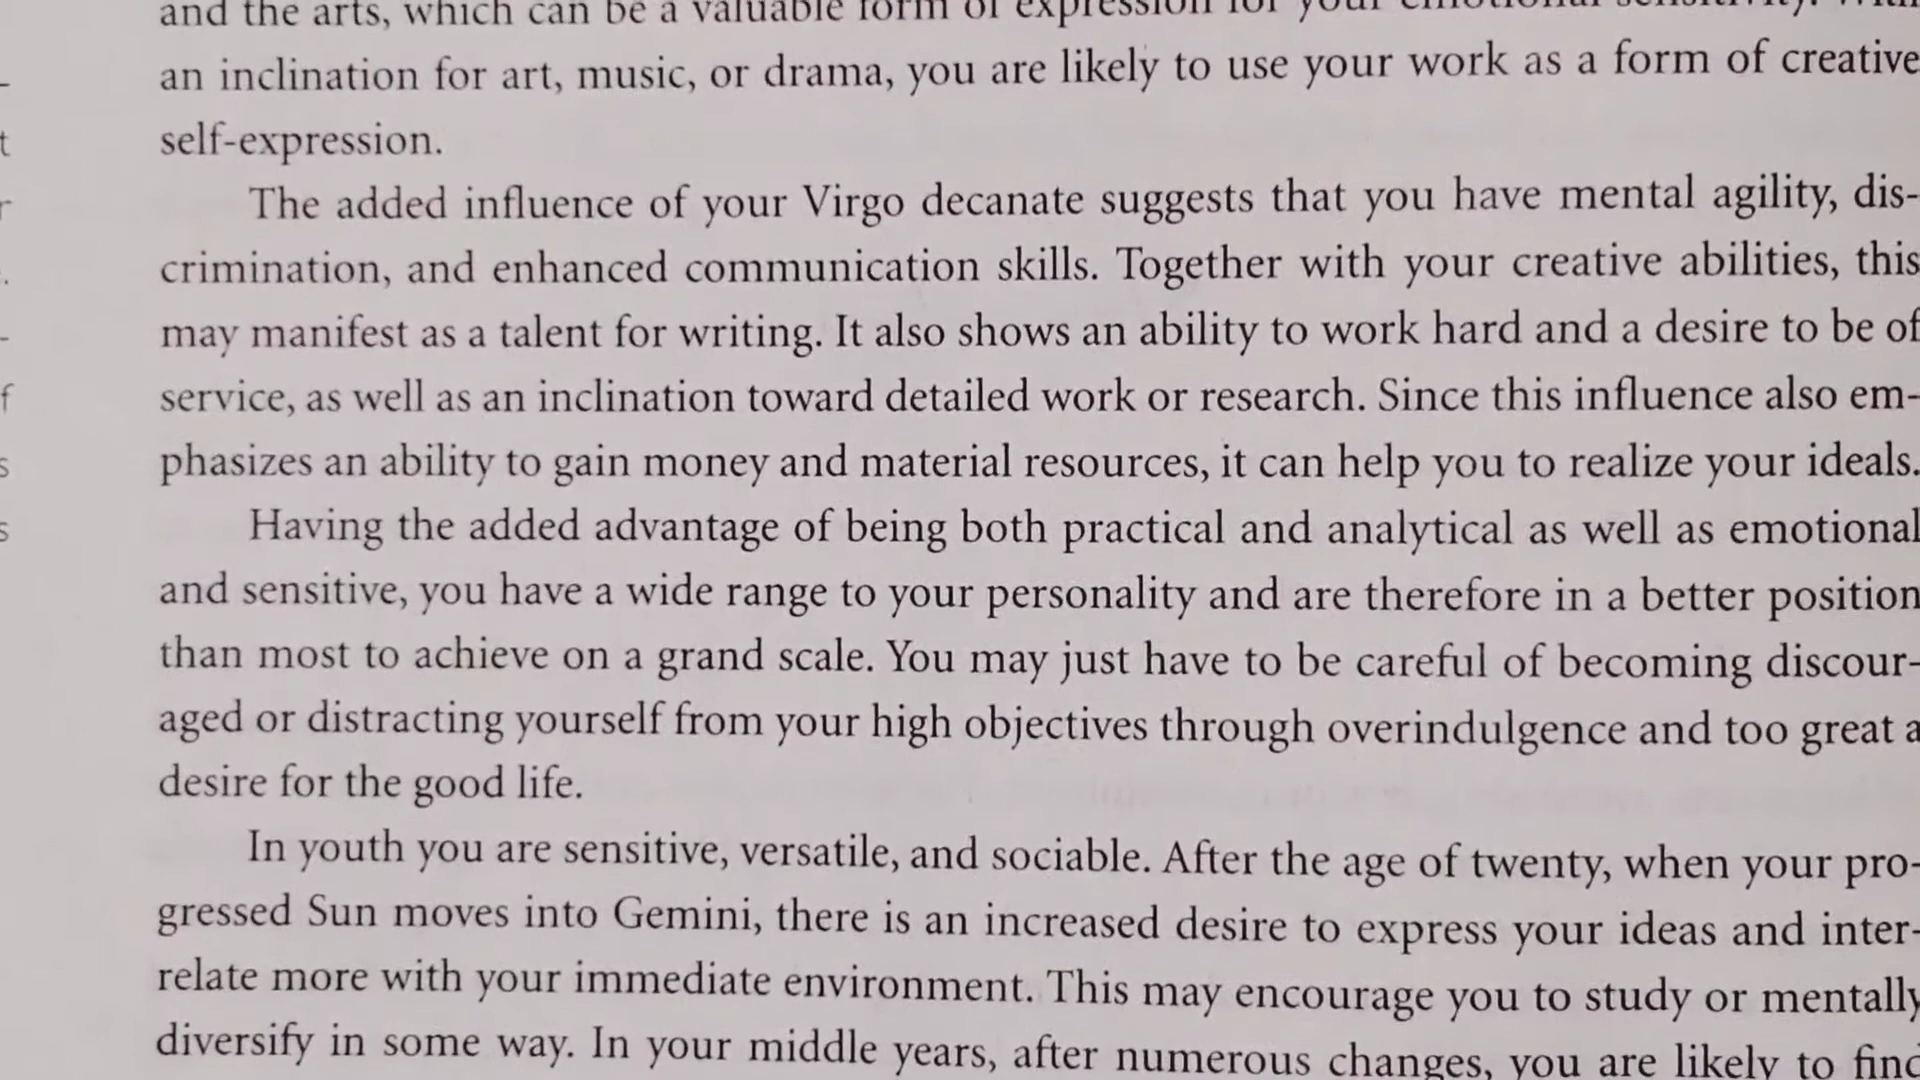 and the arts, which can be a valuable form of expression for your emotional sensitivity. With
an inclination for art, music, or drama, you are likely to use your work as a form of creative
self-expression.
The added influence of your Virgo decanate suggests that you have mental agility, dis-
crimination, and enhanced communication skills. Together with your creative abilities, this
may manifest as a talent for writing. It also shows an ability to work hard and a desire to be of
service, as well as an inclination toward detailed work or research. Since this influence also em-
phasizes an ability to gain money and material resources, it can help you to realize your ideals.
Having the added advantage of being both practical and analytical as well as emotional
and sensitive, you have a wide range to your personality and are therefore in a better position
than most to achieve on a grand scale. You may just have to be careful of becoming discour-
aged or distracting yourself from your high objectives through overindulgence and too great a
desire for the good life.
In youth you are sensitive, versatile, and sociable. After the age of twenty, when your pro-
gressed Sun moves into Gemini, there is an increased desire to express your ideas and inter-
relate more with your immediate environment. This may encourage you to study or mentally
diversify in some way. In your middle years, after numerous changes, you are likely to find